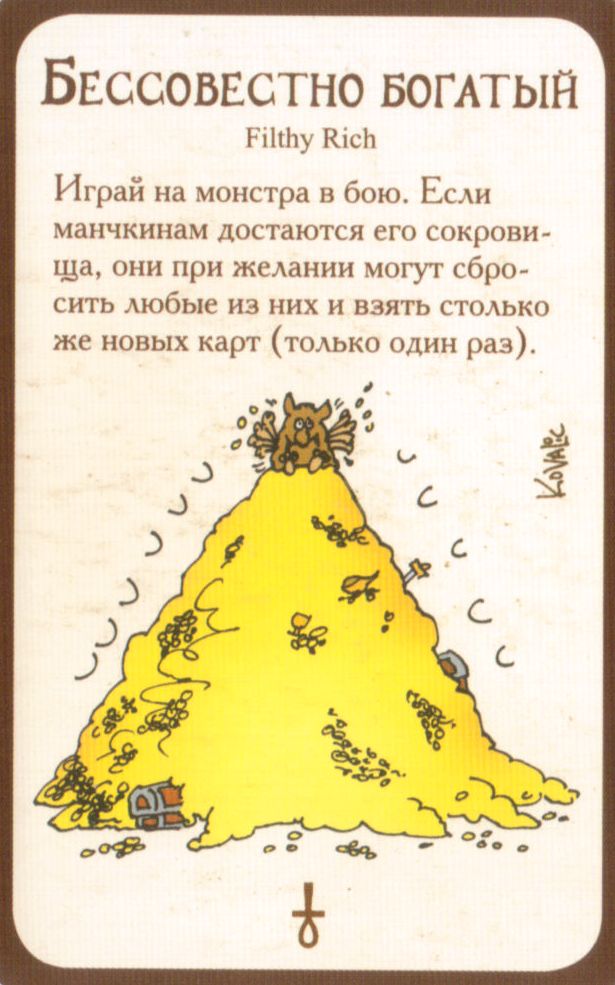 Бессовестно богатый
Filthy Rich
Играй на монстра в бою. Если
манчкинам достаются его сокрови-
ща, они при желании могут сбро-
сить любые из них и взять столько
же новых карт (только один раз).
Kovalic